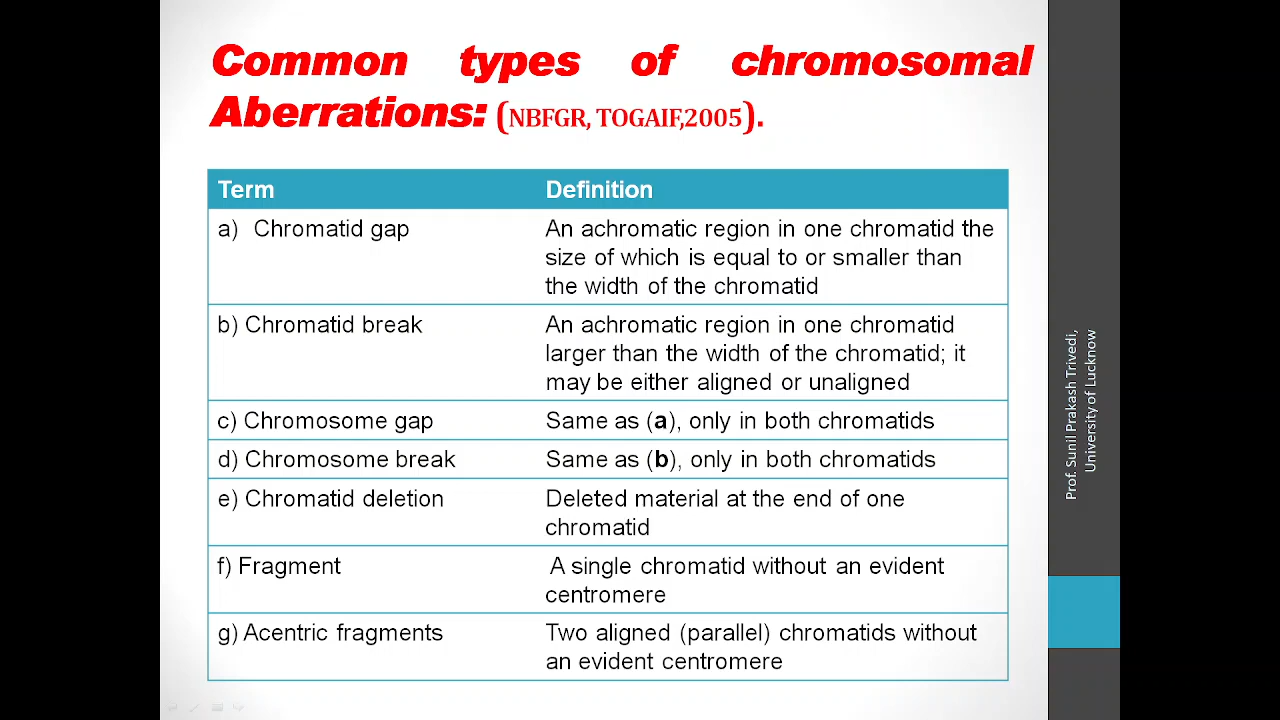 Common types of chromosomal
Aberrations: (NBFGR, TOGAIF,2005).
Term Definition
a) Chromatid gap An achromatic region in one chromatid the
size of which is equal to or smaller than
the width of the chromatid
b) Chromatid break An achromatic region in one chromatid
larger than the width of the chromatid; it
may be either aligned or unaligned
c) Chromosome gap Same as (a), only in both chromatids
d) Chromosome break Same as (b), only in both chromatids
e) Chromatid deletion Deleted material at the end of one
chromatid
f) Fragment A single chromatid without an evident
centromere
g) Acentric fragments Two aligned (parallel) chromatids without
an evident centromere
Prof. Sunil Prakash Trivedi,
University of Lucknow